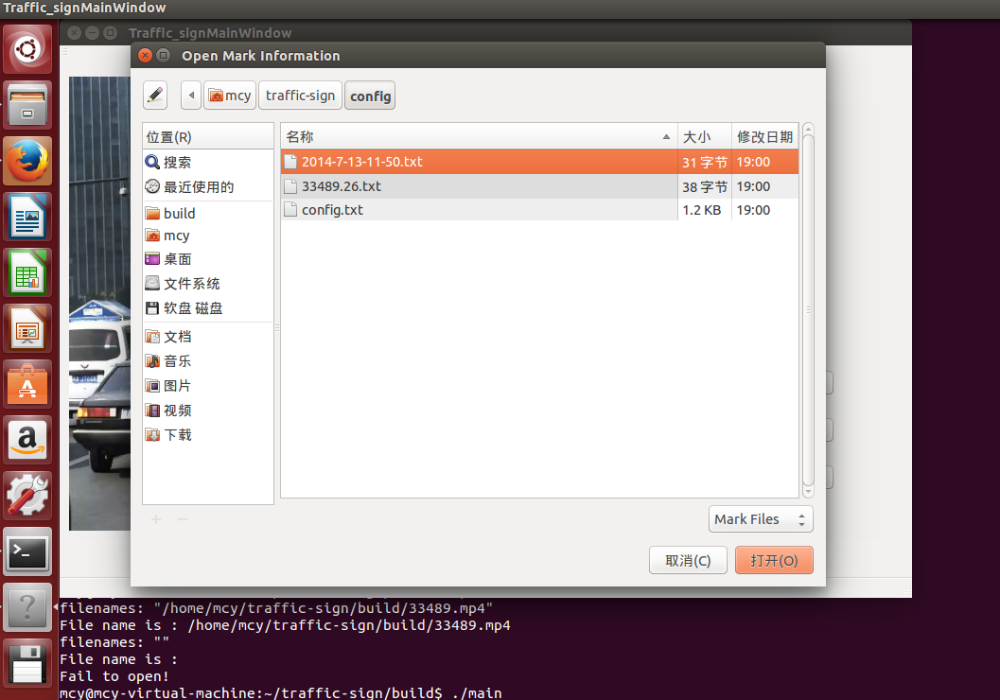 Traffic_signMainWindow
Traffic_signMainWindow
Open Mark Information
mcy traffic-sign config
位置(R)
搜索
最近使用的
build
mcy
桌面
文件系统
软盘 磁盘
文档
音乐
图片
视频
下载
名称 大小 修改日期
2014-7-13-11-50.txt 31 字节 19:00
33489.26.txt 38 字节 19:00
config.txt 1.2 KB 19:00
Mark Files
取消(C) 打开(O)
filenames: "/home/mcy/traffic-sign/build/33489.mp4"
File name is : /home/mcy/traffic-sign/build/33489.mp4
filenames: ""
File name is :
Fail to open!
mcy@mcy-virtual-machine:~/traffic-sign/build$ ./main